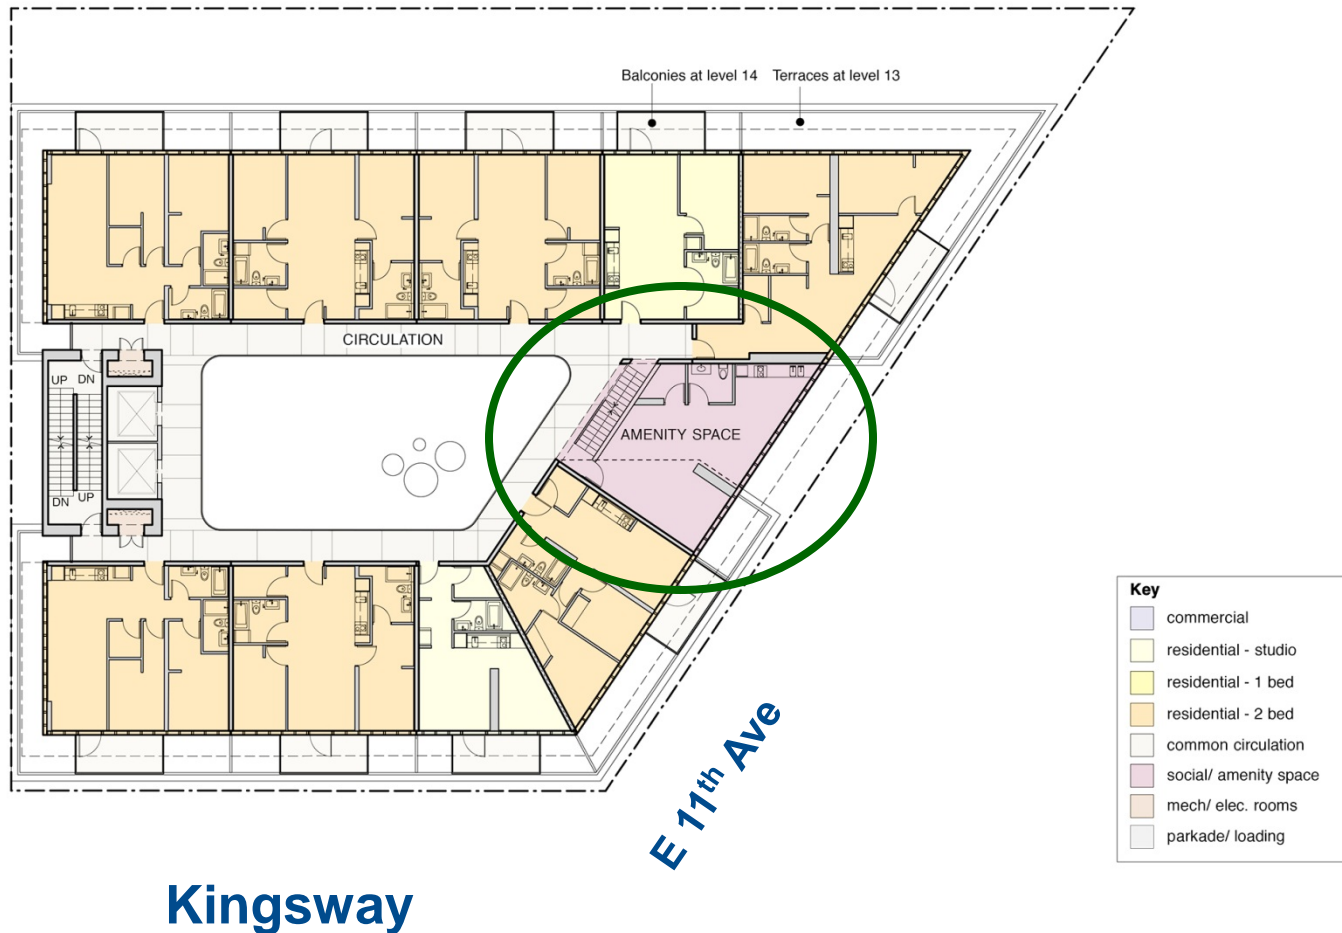 Balconies at level 14 Terraces at level 13
CIRCULATION
UP DN
AMENITY SPACE
DN UP
Key
commercial
residential - studio
residential - 1 bed
residential - 2 bed
common circulation
social/ amenity space
mech/ elec. rooms
parkade/ loading
E 11th Ave
Kingsway